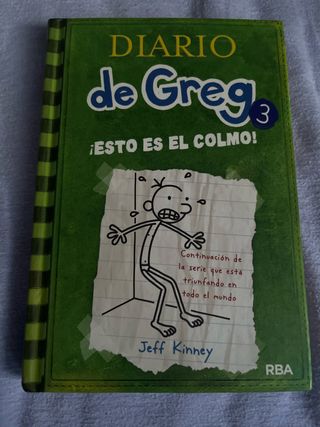 DIARIO
de Greg 3
¡ESTO ES EL COLMO!
Continuación de
la serie que está
triunfando en
todo el mundo
Jeff Kinney
RBA